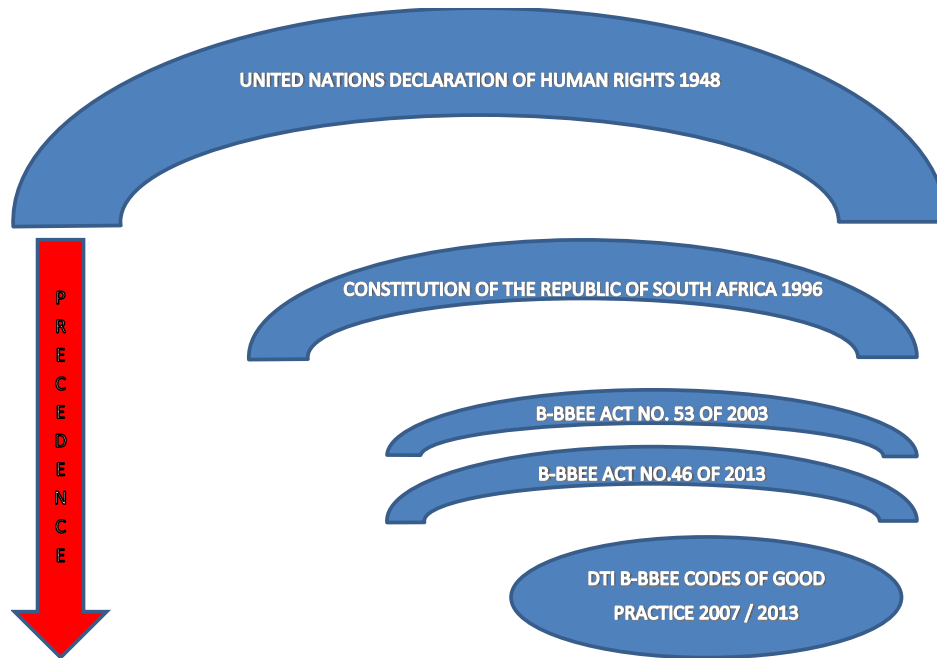 UNITED NATIONS DECLARATION OF HUMAN RIGHTS 1948
PRECEDENCE
CONSTITUTION OF THE REPUBLIC OF SOUTH AFRICA 1996
B-BBEE ACT NO. 53 OF 2003
B-BBEE ACT NO.46 OF 2013
DTI B-BBEE CODES OF GOOD
PRACTICE 2007 / 2013